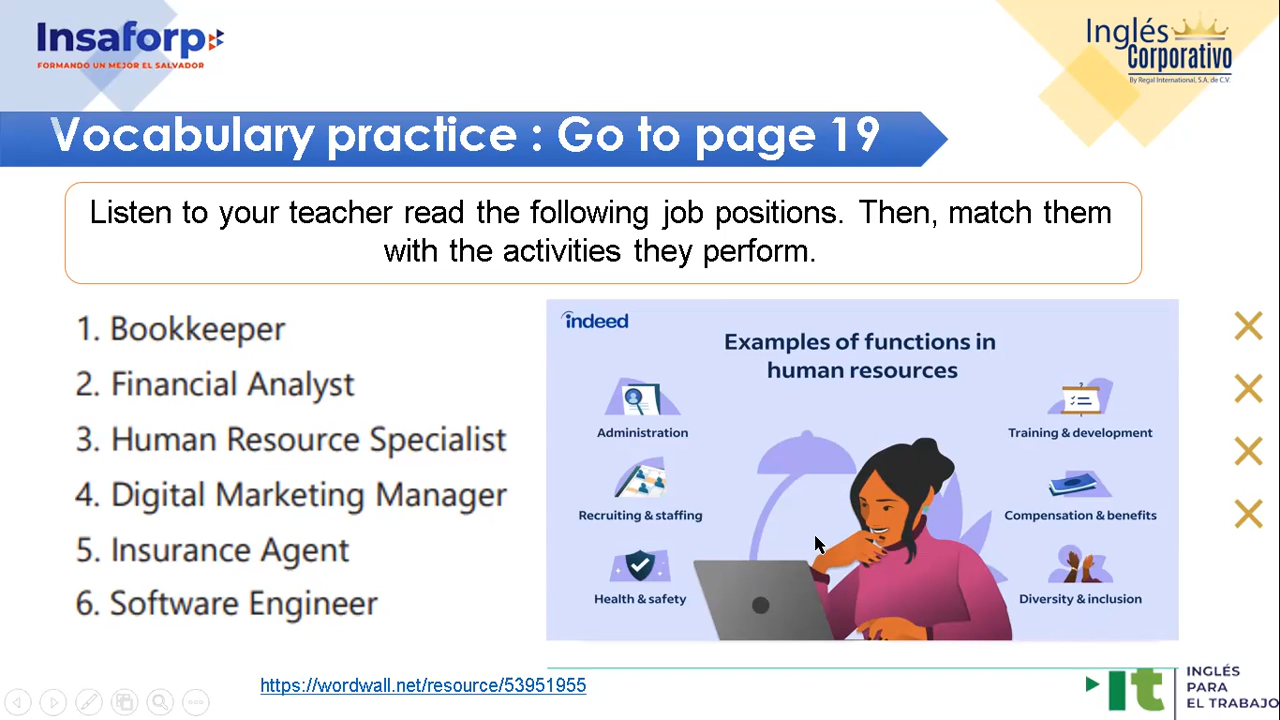 Insaforp
FORMANDO UN MEJOR EL SALVADOR
Inglés
Corporativo
By Regal International, S.A. de C.V.
Vocabulary practice : Go to page 19
Listen to your teacher read the following job positions. Then, match them
with the activities they perform.
1. Bookkeeper
2. Financial Analyst
3. Human Resource Specialist
4. Digital Marketing Manager
5. Insurance Agent
6. Software Engineer
indeed
Examples of functions in
human resources
Administration
Recruiting & staffing
Health & safety
Training & development
Compensation & benefits
Diversity & inclusion
https://wordwall.net/resource/53951955
It
INGLÉS
PARA
EL TRABAJO